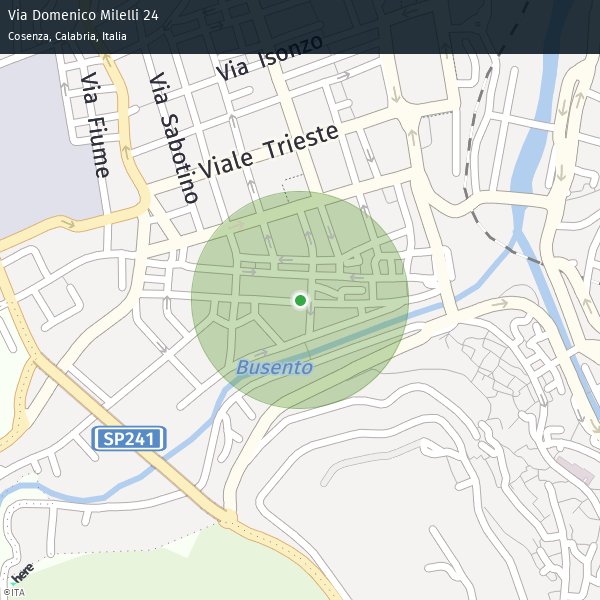 Via Domenico Milelli 24
Cosenza, Calabria, Italia
Via Isonzo
Via Fiume
Via Sabotino
Viale Trieste
Busento
SP241
here
©ITA